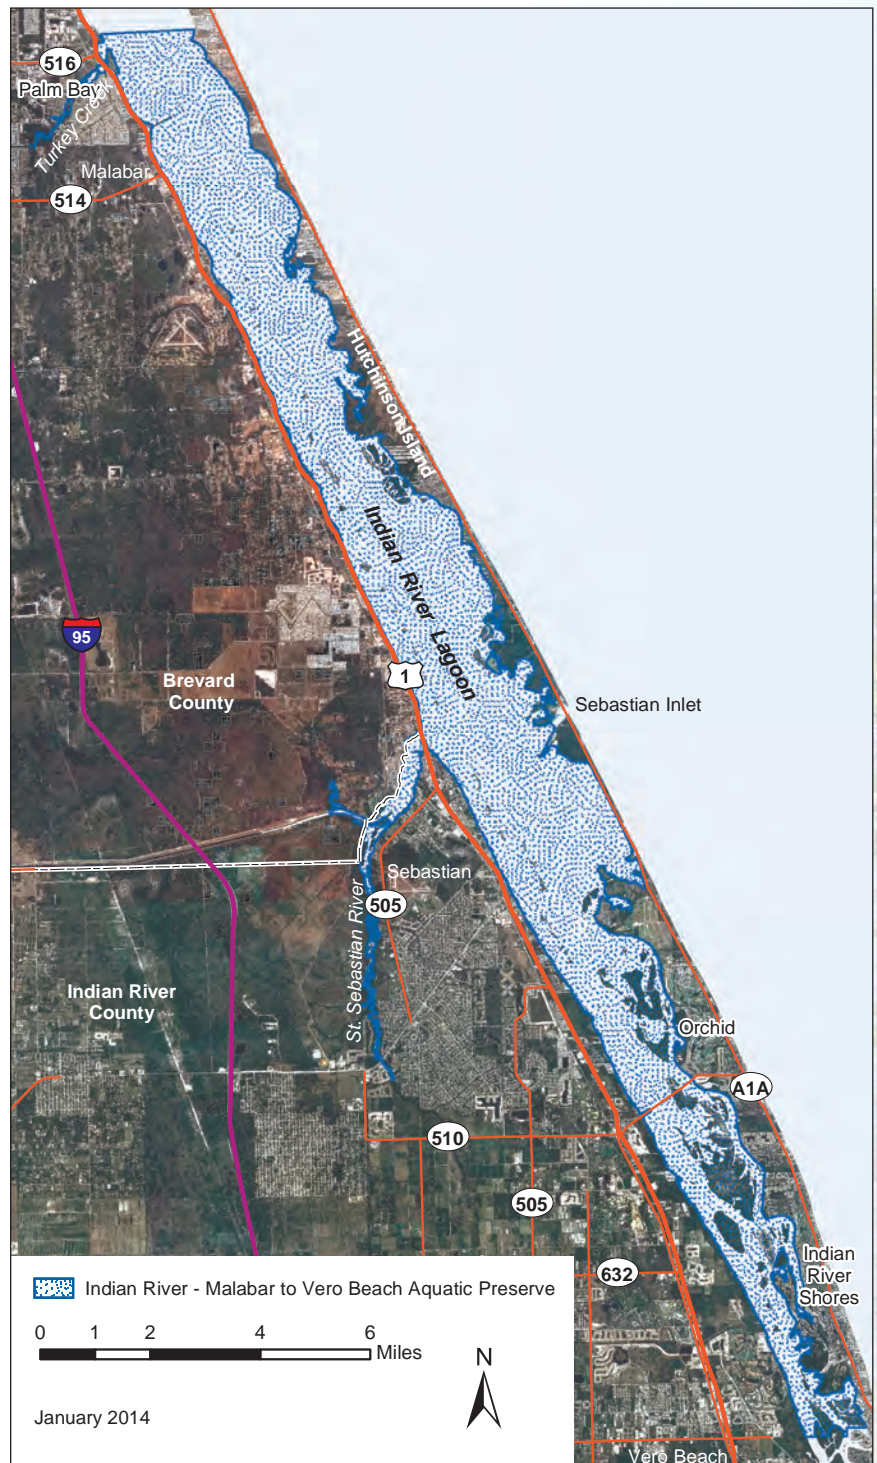 516
Palm Bay
Turkey Creek
Malabar
514
Hutchinson Island
Indian River Lagoon
95
1
Brevard
County
Sebastian Inlet
Sebastian
505
St. Sebastian River
Indian River
County
Orchid
A1A
510
505
Indian
River
Shores
632
Indian River - Malabar to Vero Beach Aquatic Preserve
0 1 2 4 6
Miles
N
January 2014
Vero Beach